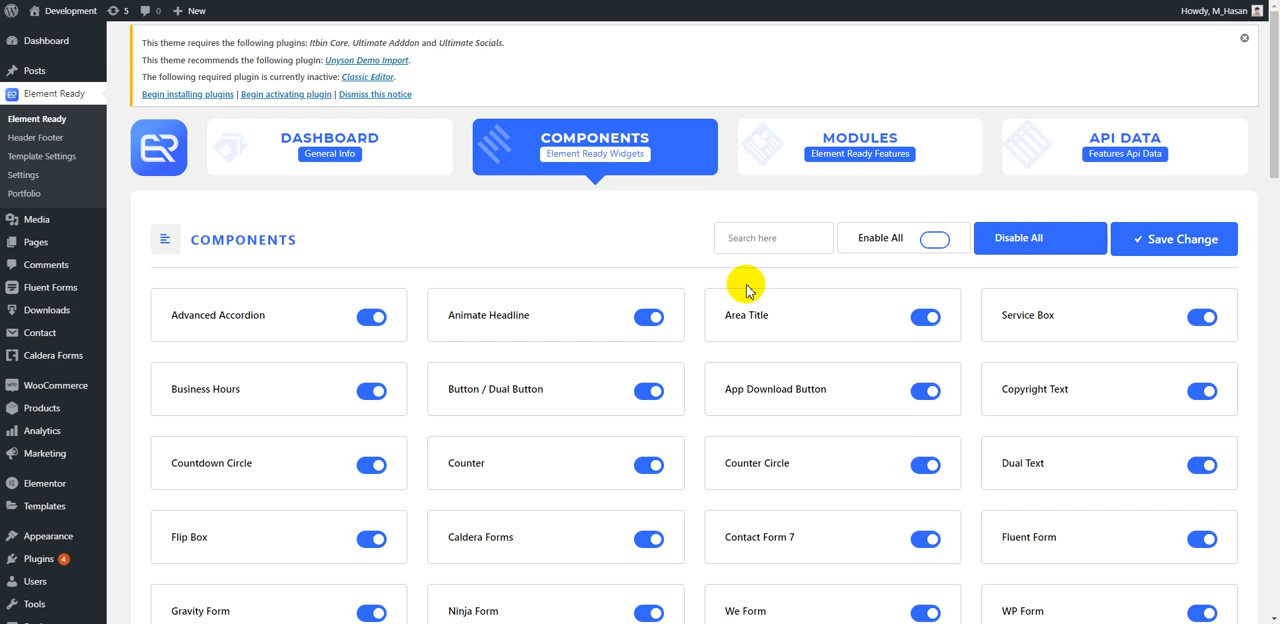 Development
5
0
New
Howdy, M_Hasan
Dashboard
Posts
Element Ready
Element Ready
Header Footer
Template Settings
Settings
Portfolio
Media
Pages
Comments
Fluent Forms
Downloads
Contact
Caldera Forms
WooCommerce
Products
Analytics
Marketing
Elementor
Templates
Appearance
Plugins 4
Users
Tools
This theme requires the following plugins: Itbin Core, Ultimate Adddon and Ultimate Socials.
This theme recommends the following plugin: Unyson Demo Import.
The following required plugin is currently inactive: Classic Editor.
Begin installing plugins | Begin activating plugin | Dismiss this notice
ER
DASHBOARD
General Info
COMPONENTS
Element Ready Widgets
MODULES
Element Ready Features
API DATA
Features Api Data
COMPONENTS
Search here
Enable All
Disable All
✓ Save Change
Advanced Accordion
Animate Headline
Area Title
Service Box
Business Hours
Button / Dual Button
App Download Button
Copyright Text
Countdown Circle
Counter
Counter Circle
Dual Text
Flip Box
Caldera Forms
Contact Form 7
Fluent Form
Gravity Form
Ninja Form
We Form
WP Form